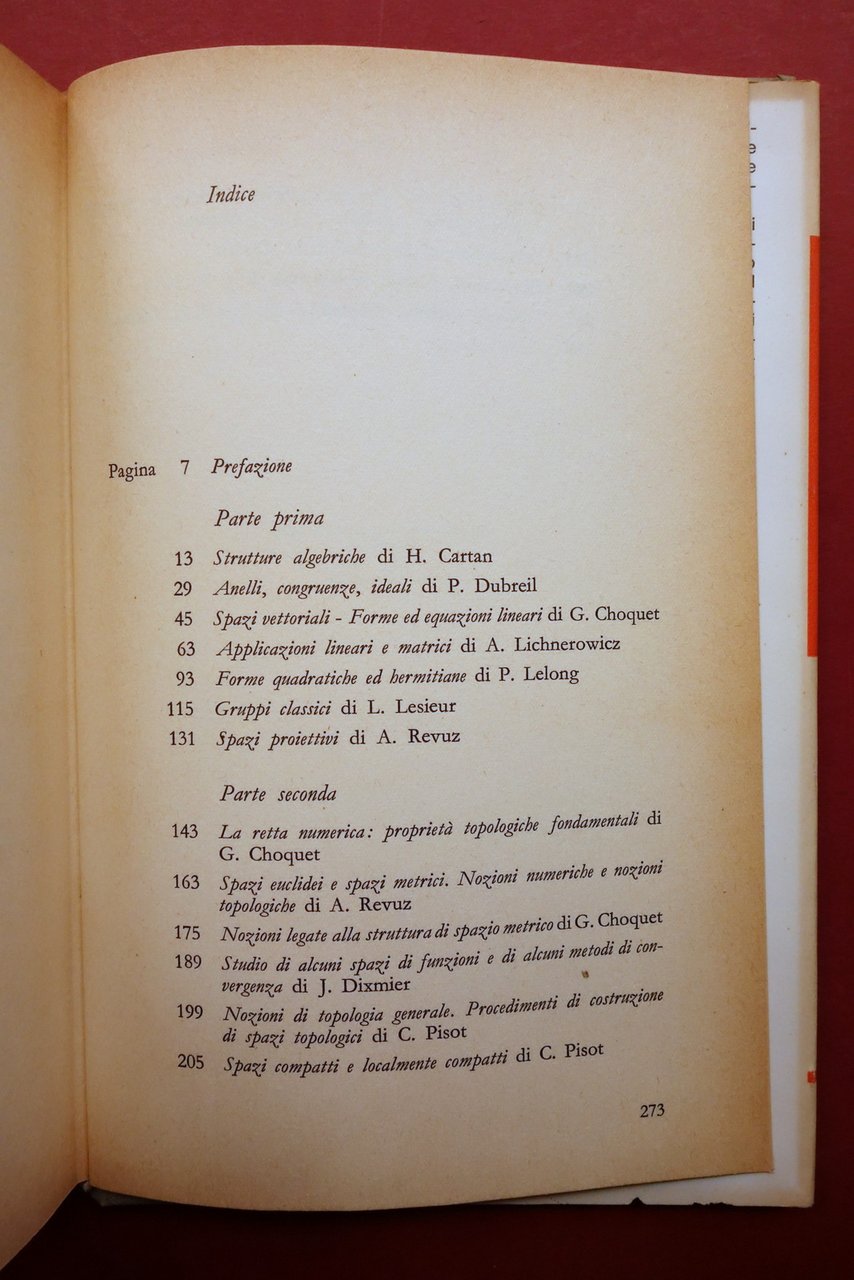 Indice
Pagina 7 Prefazione
Parte prima
13 Strutture algebriche di H. Cartan
29 Anelli, congruenze, ideali di P. Dubreil
45 Spazi vettoriali - Forme ed equazioni lineari di G. Choquet
63 Applicazioni lineari e matrici di A. Lichnerowicz
93 Forme quadratiche ed hermitiane di P. Lelong
115 Gruppi classici di L. Lesieur
131 Spazi proiettivi di A. Revuz
Parte seconda
143 La retta numerica: proprietà topologiche fondamentali di
G. Choquet
163 Spazi euclidei e spazi metrici. Nozioni numeriche e nozioni
topologiche di A. Revuz
175 Nozioni legate alla struttura di spazio metrico di G. Choquet
189 Studio di alcuni spazi di funzioni e di alcuni metodi di con-
vergenza di J. Dixmier
199 Nozioni di topologia generale. Procedimenti di costruzione
di spazi topologici di C. Pisot
205 Spazi compatti e localmente compatti di C. Pisot
273